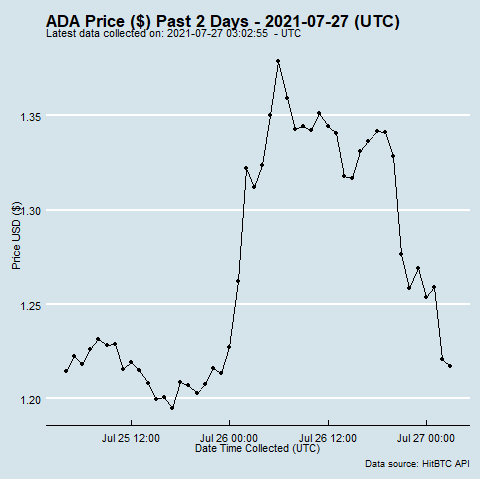 ADA Price ($) Past 2 Days - 2021-07-27 (UTC)
Latest data collected on: 2021-07-27 03:02:55  - UTC
1.35
1.30
Price USD ($)
1.25
1.20
Jul 25 12:00 Jul 26 00:00 Jul 26 12:00 Jul 27 00:00
Date Time Collected (UTC)
Data source: HitBTC API